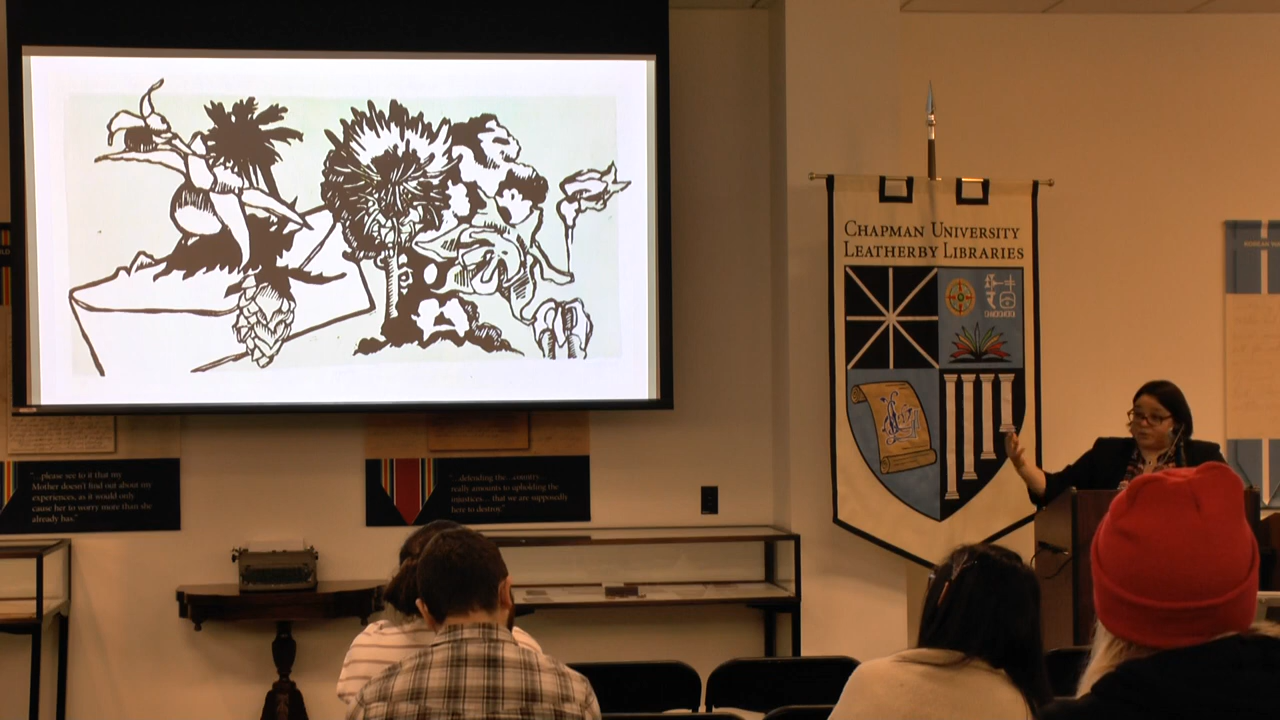 CHAPMAN UNIVERSITY
LEATHERBY LIBRARIES
"...please see to it that my
Mother doesn't find out about my
experiences, as it would only
cause her to worry more than she
already has."
"...defending the...country...
really amounts to upholding the
injustices... that we are supposedly
here to destroy."